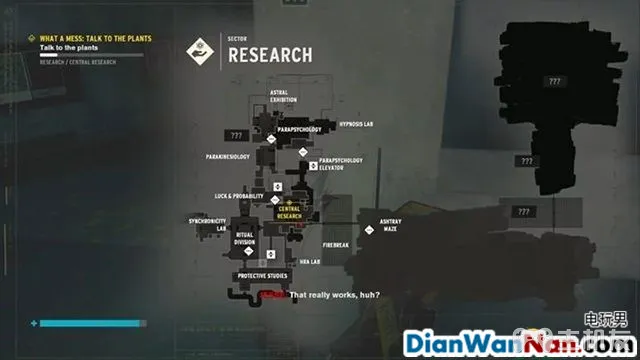 WHAT A MESS: TALK TO THE PLANTS
Talk to the plants
RESEARCH / CENTRAL RESEARCH
SECTOR
RESEARCH
ASTRAL
EXHIBITION
HYPNOSIS LAB
PARAPSYCHOLOGY
???
PARAKINESIOLOGY
PARAPSYCHOLOGY
ELEVATOR
LUCK & PROBABILITY
CENTRAL
RESEARCH
SYNCHRONICITY
LAB
RITUAL
DIVISION
ASHTRAY
MAZE
FIREBREAK
HRA LAB
PROTECTIVE STUDIES
???
???
???
That really works, huh?
电玩男
DianWanNan.com